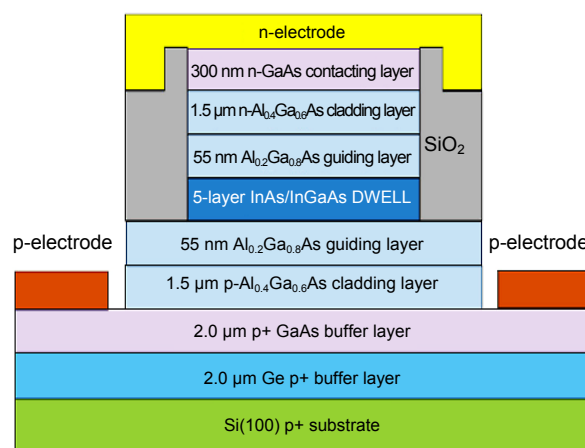 n-electrode
300 nm n-GaAs contacting layer
1.5 μm n-Al₀.₄Ga₀.₆As cladding layer
55 nm Al₀.₂Ga₀.₈As guiding layer
SiO₂
5-layer InAs/InGaAs DWELL
p-electrode
55 nm Al₀.₂Ga₀.₈As guiding layer
p-electrode
1.5 μm p-Al₀.₄Ga₀.₆As cladding layer
2.0 μm p+ GaAs buffer layer
2.0 μm Ge p+ buffer layer
Si(100) p+ substrate